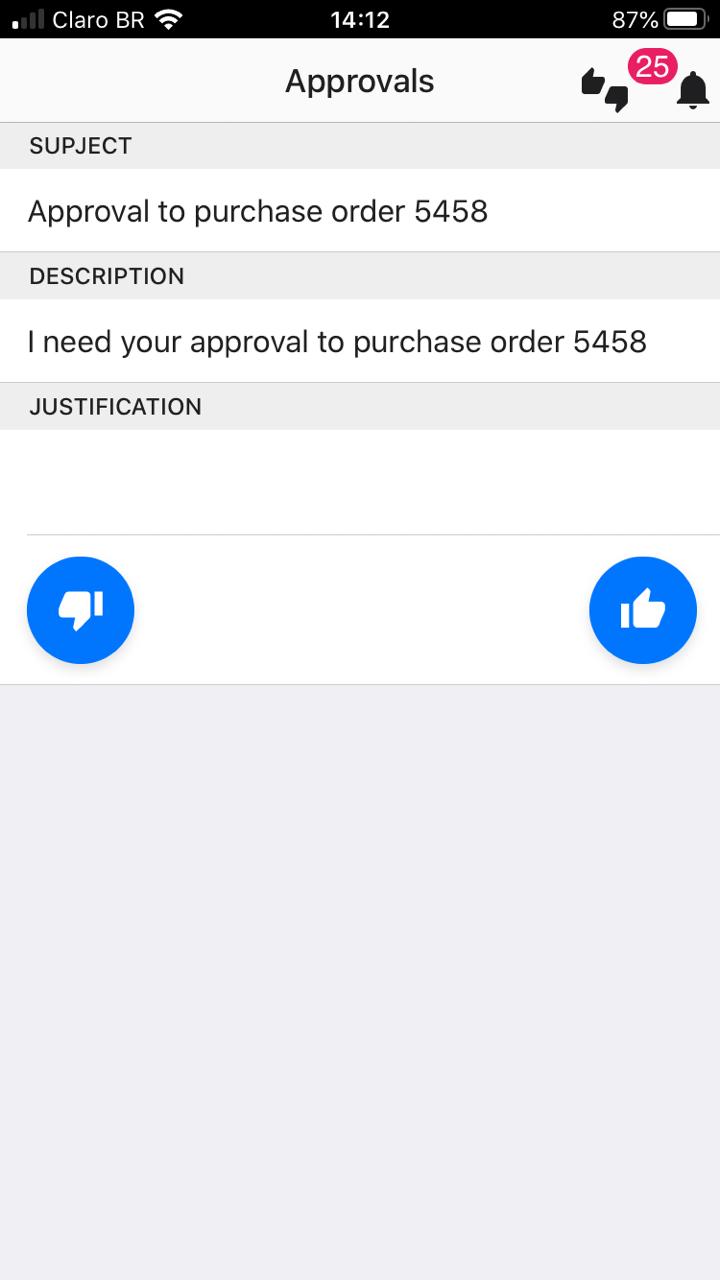 Claro BR 14:12 87%
Approvals 25
SUPJECT
Approval to purchase order 5458
DESCRIPTION
I need your approval to purchase order 5458
JUSTIFICATION